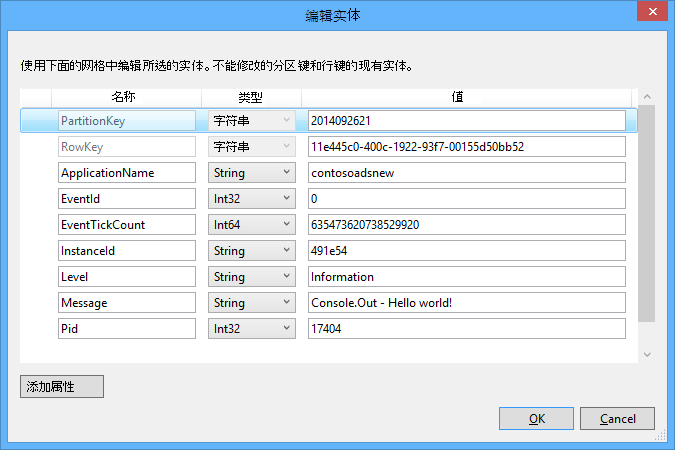 编辑实体
使用下面的网格中编辑所选的实体。不能修改的分区键和行键的现有实体。
名称 类型 值
PartitionKey 字符串 2014092621
RowKey 字符串 11e445c0-400c-1922-93f7-00155d50bb52
ApplicationName String contosoadsnew
EventId Int32 0
EventTickCount Int64 635473620738529920
InstanceId String 491e54
Level String Information
Message String Console.Out - Hello world!
Pid Int32 17404
添加属性
OK Cancel